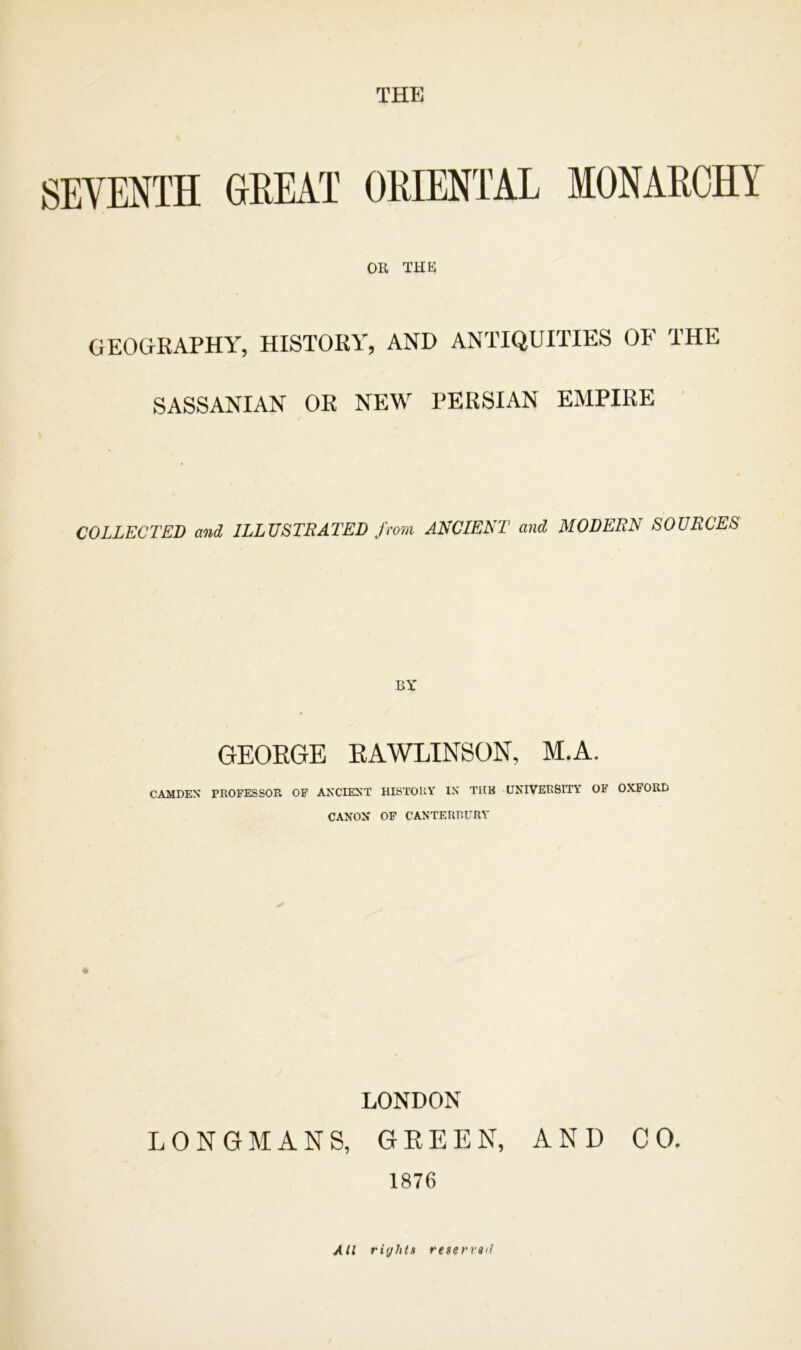 THE
SEVENTH GREAT ORIENTAL MONARCHY
OR THE
GEOGRAPHY, HISTORY, AND ANTIQUITIES OF THE
SASSANIAN OR NEW PERSIAN EMPIRE
COLLECTED and ILLUSTRATED from ANCIENT and MODERN SOURCES
BY
GEORGE RAWLINSON, M.A.
CAMDEN PROFESSOR OF ANCIENT HISTORY IN THE UNIVERSITY OF OXFORD
CANON OF CANTERBURY
LONDON
LONGMANS, GREEN, AND CO.
1876
All rights reserved